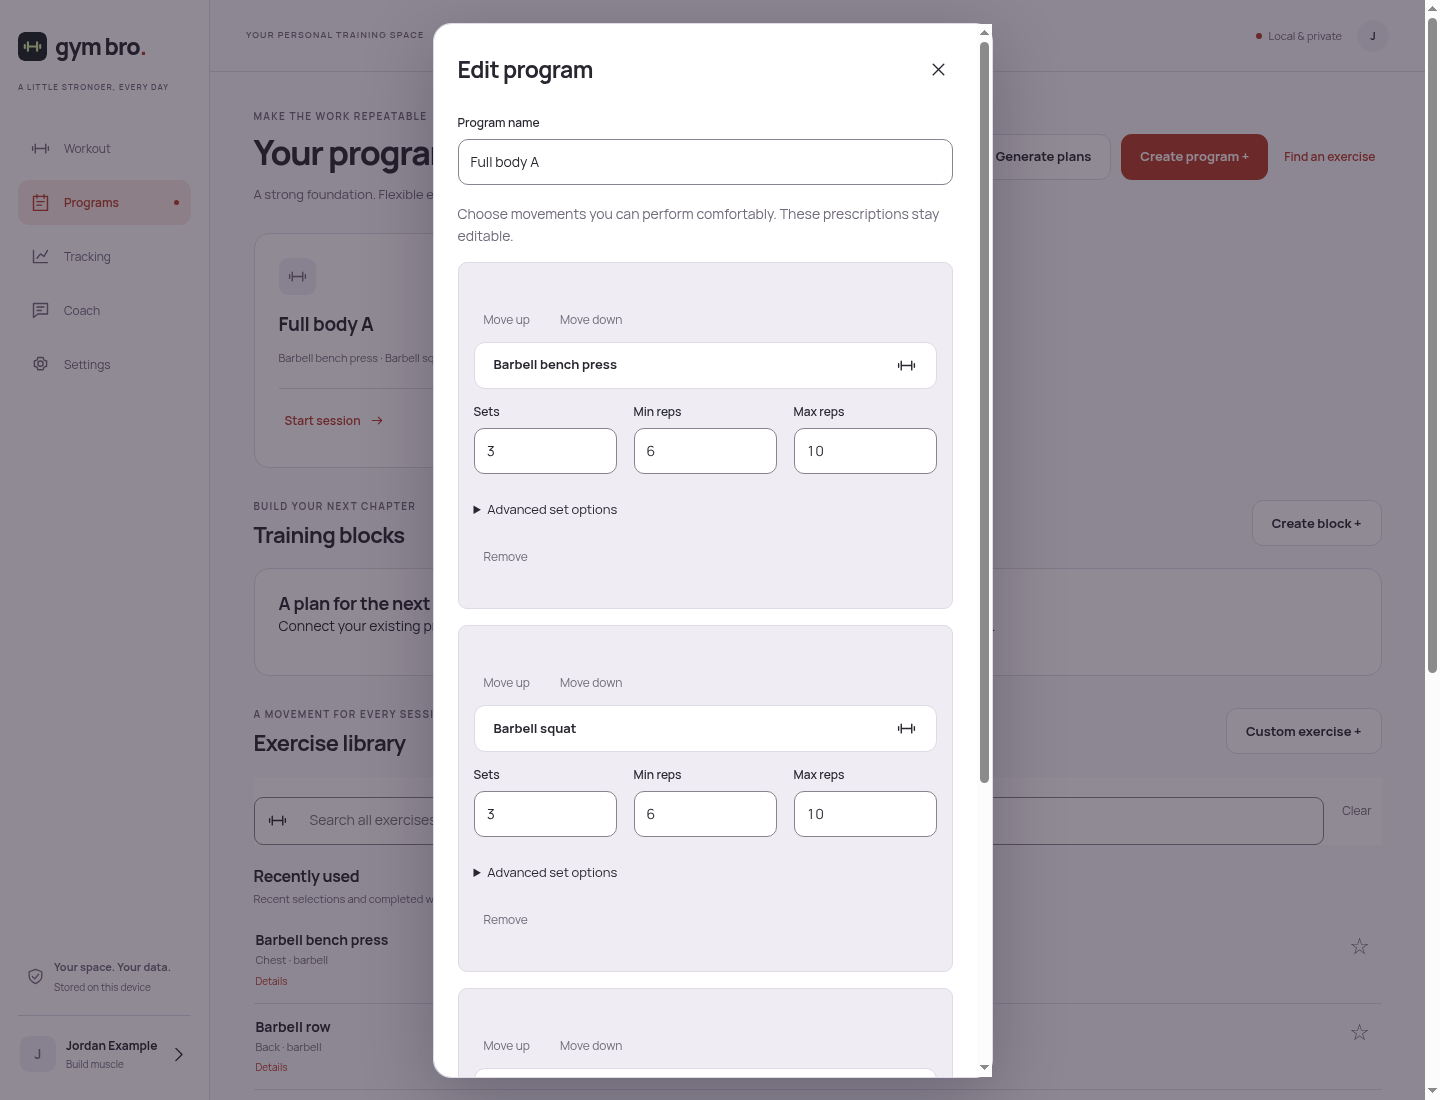 gym bro.
A LITTLE STRONGER, EVERY DAY
Workout
Programs
Tracking
Coach
Settings
Your space. Your data.
Stored on this device
J
Jordan Example
Build muscle
YOUR PERSONAL TRAINING SPACE
Local & private
J
MAKE THE WORK REPEATABLE
Your
A strong foundation. Flexible
Generate plans
Create program +
Find an exercise
Full body A
Barbell bench press · Barbell
Start session
BUILD YOUR NEXT CHAPTER
Training blocks
Create block +
A plan for the next
Connect your existing
A MOVEMENT FOR EVERY
Exercise library
Custom exercise +
Search all exercises
Clear
Recently used
Recent selections and completed
Barbell bench press
Chest · barbell
Details
Barbell row
Back · barbell
Details
Edit program
Program name
Full body A
Choose movements you can perform comfortably. These prescriptions stay
editable.
Move up Move down
Barbell bench press
Sets Min reps Max reps
3 6 10
Advanced set options
Remove
Move up Move down
Barbell squat
Sets Min reps Max reps
3 6 10
Advanced set options
Remove
Move up Move down